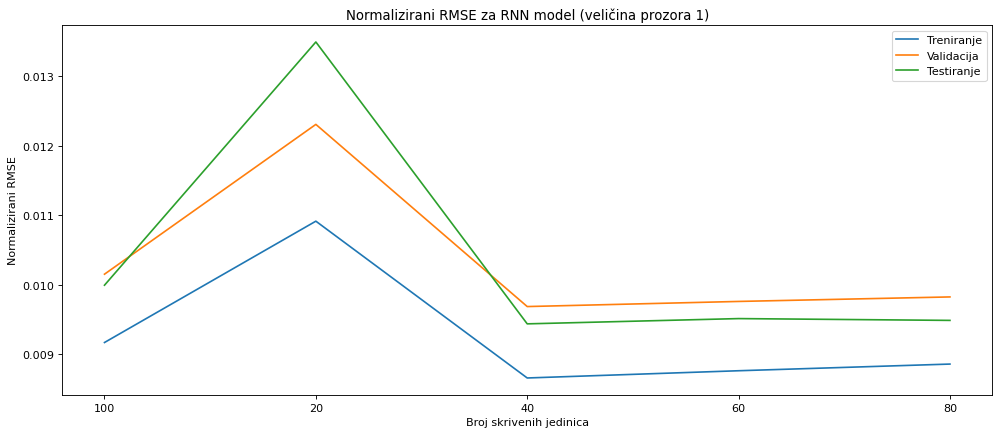 Normalizirani RMSE za RNN model (veličina prozora 1)
Treniranje
Validacija
Testiranje
Normalizirani RMSE
0.013
0.012
0.011
0.010
0.009
100 20 40 60 80
Broj skrivenih jedinica